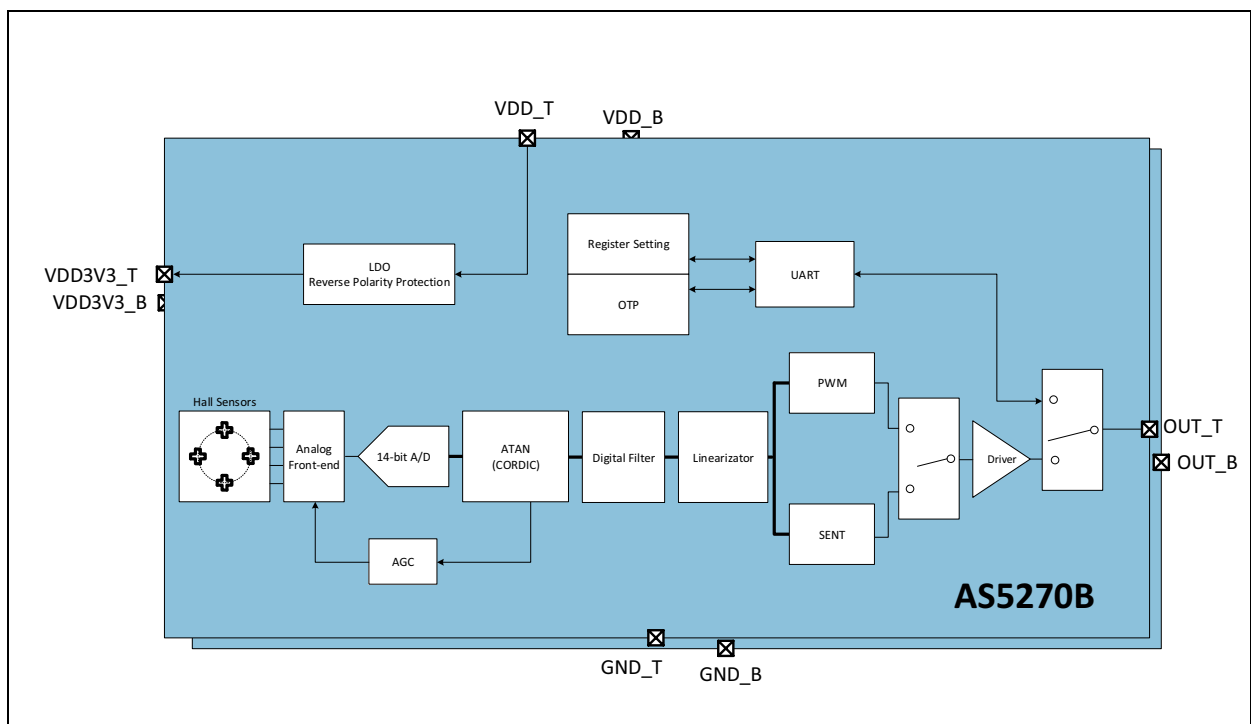 VDD_T
VDD_B
Register Setting
LDO
Reverse Polarity Protection
VDD3V3_T
UART
VDD3V3_B
OTP
PWM
Hall Sensors
Analog
Front-end
14-bit A/D
ATAN
(CORDIC)
Digital Filter
Linearizator
Driver
OUT_T
OUT_B
SENT
AGC
AS5270B
GND_T
GND_B